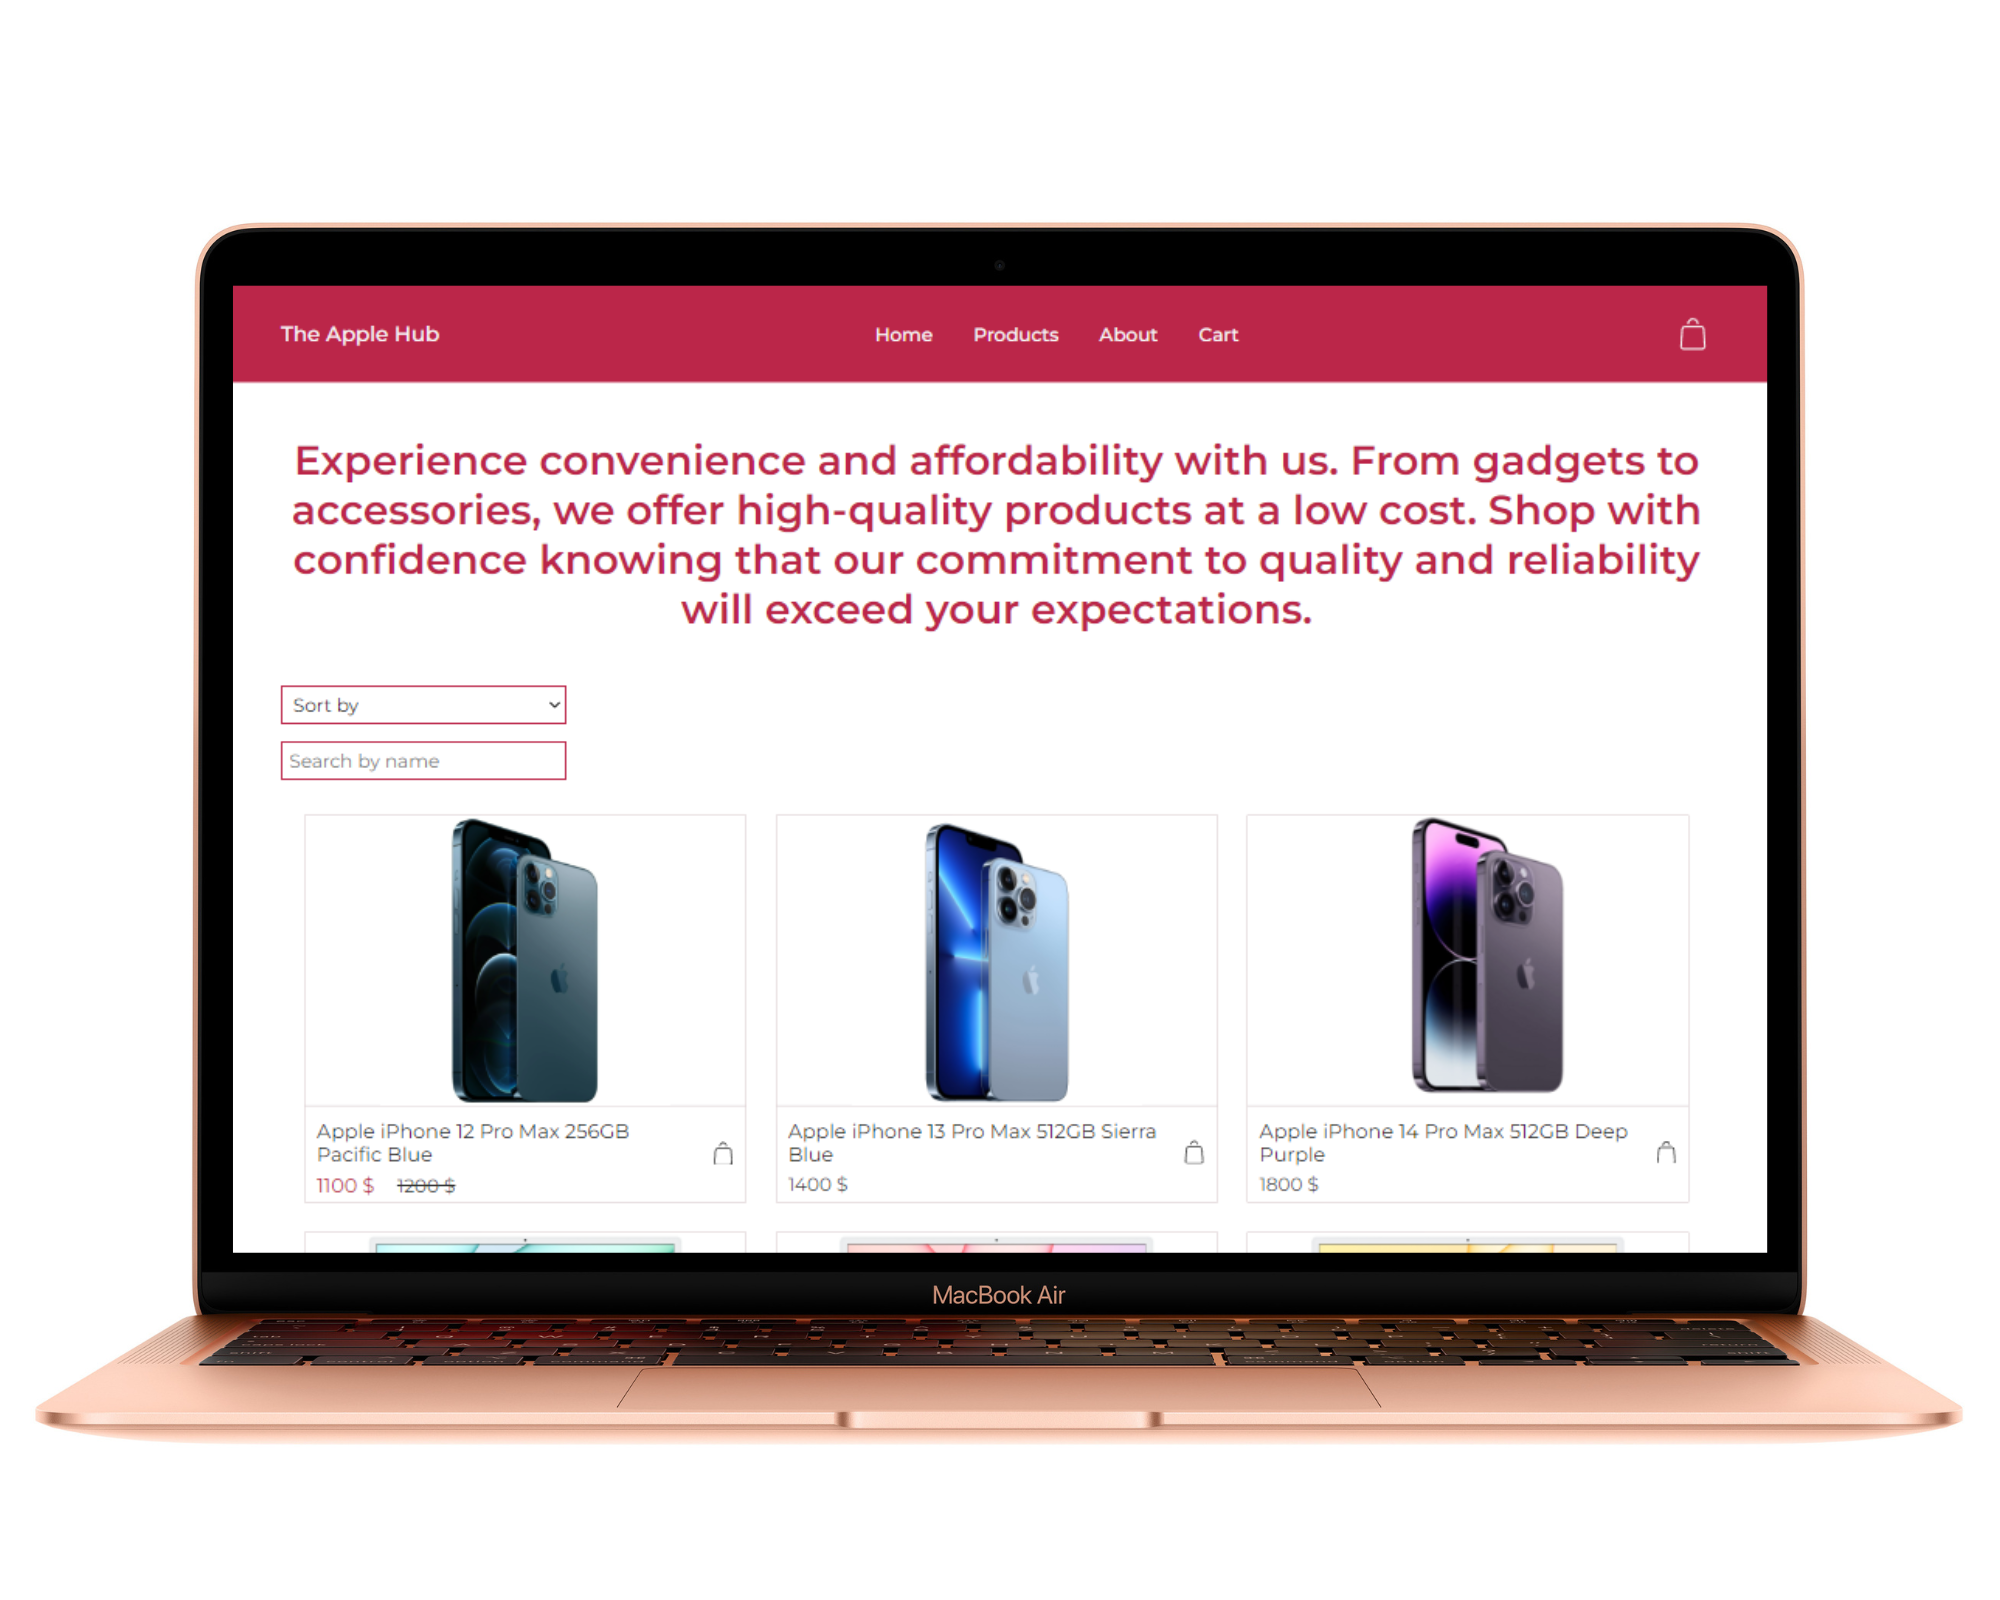 The Apple Hub
Home Products About Cart
Experience convenience and affordability with us. From gadgets to
accessories, we offer high-quality products at a low cost. Shop with
confidence knowing that our commitment to quality and reliability
will exceed your expectations.
Sort by
Search by name
Apple iPhone 12 Pro Max 256GB
Pacific Blue
1100 $ 1200 $
Apple iPhone 13 Pro Max 512GB Sierra
Blue
1400 $
Apple iPhone 14 Pro Max 512GB Deep
Purple
1800 $
MacBook Air